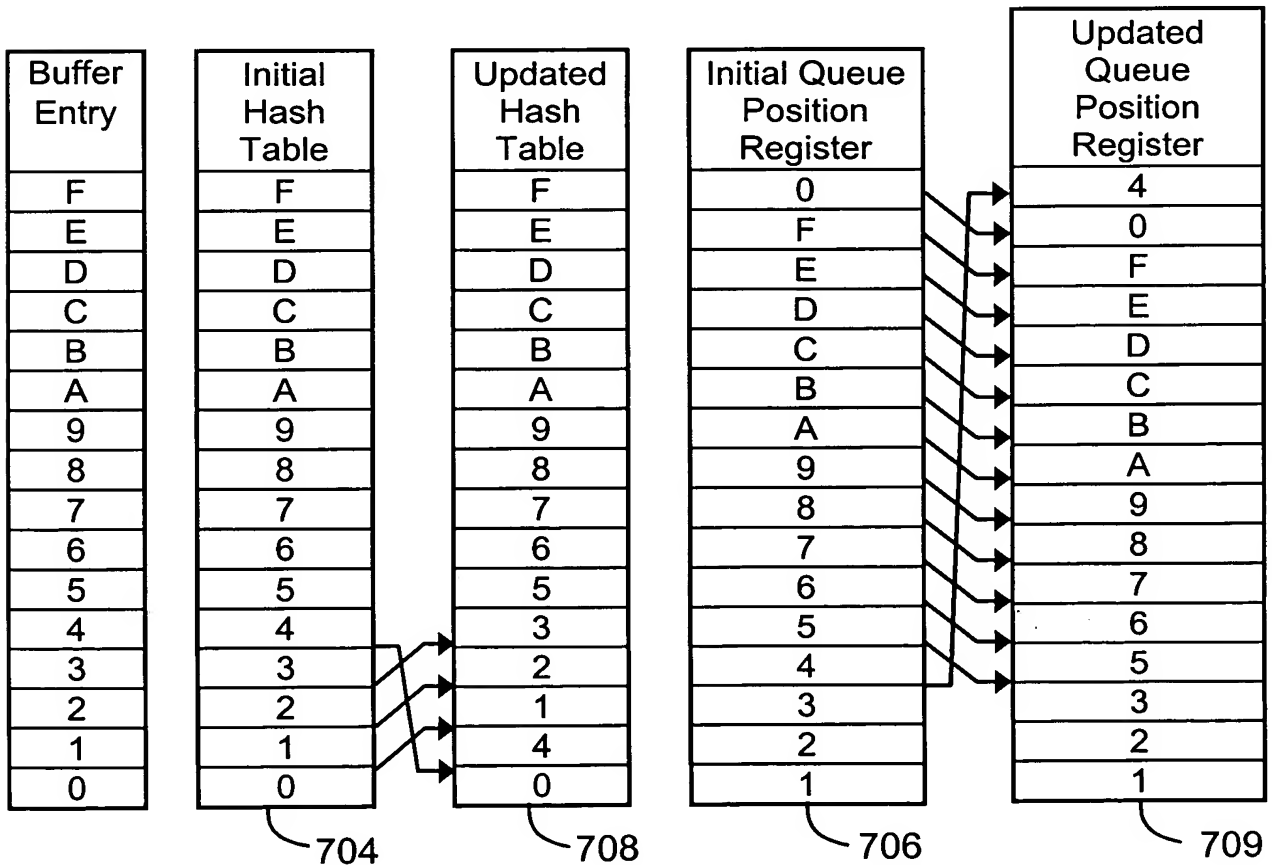 Buffer
Entry
F
E
D
C
B
A
9
8
7
6
5
4
3
2
1
0
Initial
Hash
Table
F
E
D
C
B
A
9
8
7
6
5
4
3
2
1
0
704
Updated
Hash
Table
F
E
D
C
B
A
9
8
7
6
5
3
2
1
4
0
708
Initial Queue
Position
Register
0
F
E
D
C
B
A
9
8
7
6
5
4
3
2
1
706
Updated
Queue
Position
Register
4
0
F
E
D
C
B
A
9
8
7
6
5
3
2
1
709